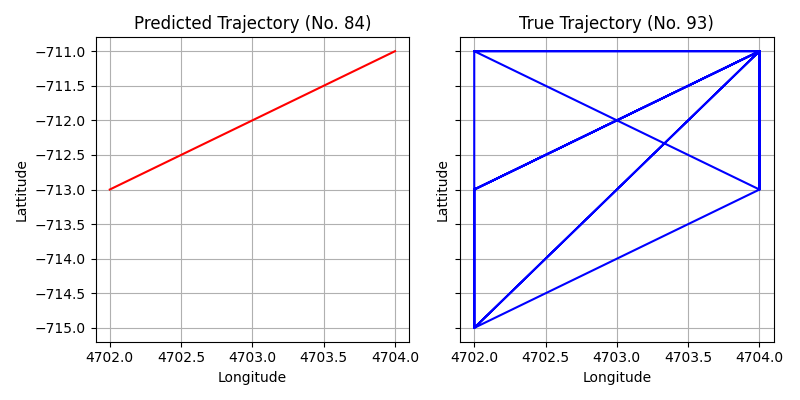 Predicted Trajectory (No. 84)
True Trajectory (No. 93)
−711.0
−711.5
−712.0
−712.5
−713.0
−713.5
−714.0
−714.5
−715.0
Lattitude
Lattitude
4702.0 4702.5 4703.0 4703.5 4704.0
4702.0 4702.5 4703.0 4703.5 4704.0
Longitude
Longitude